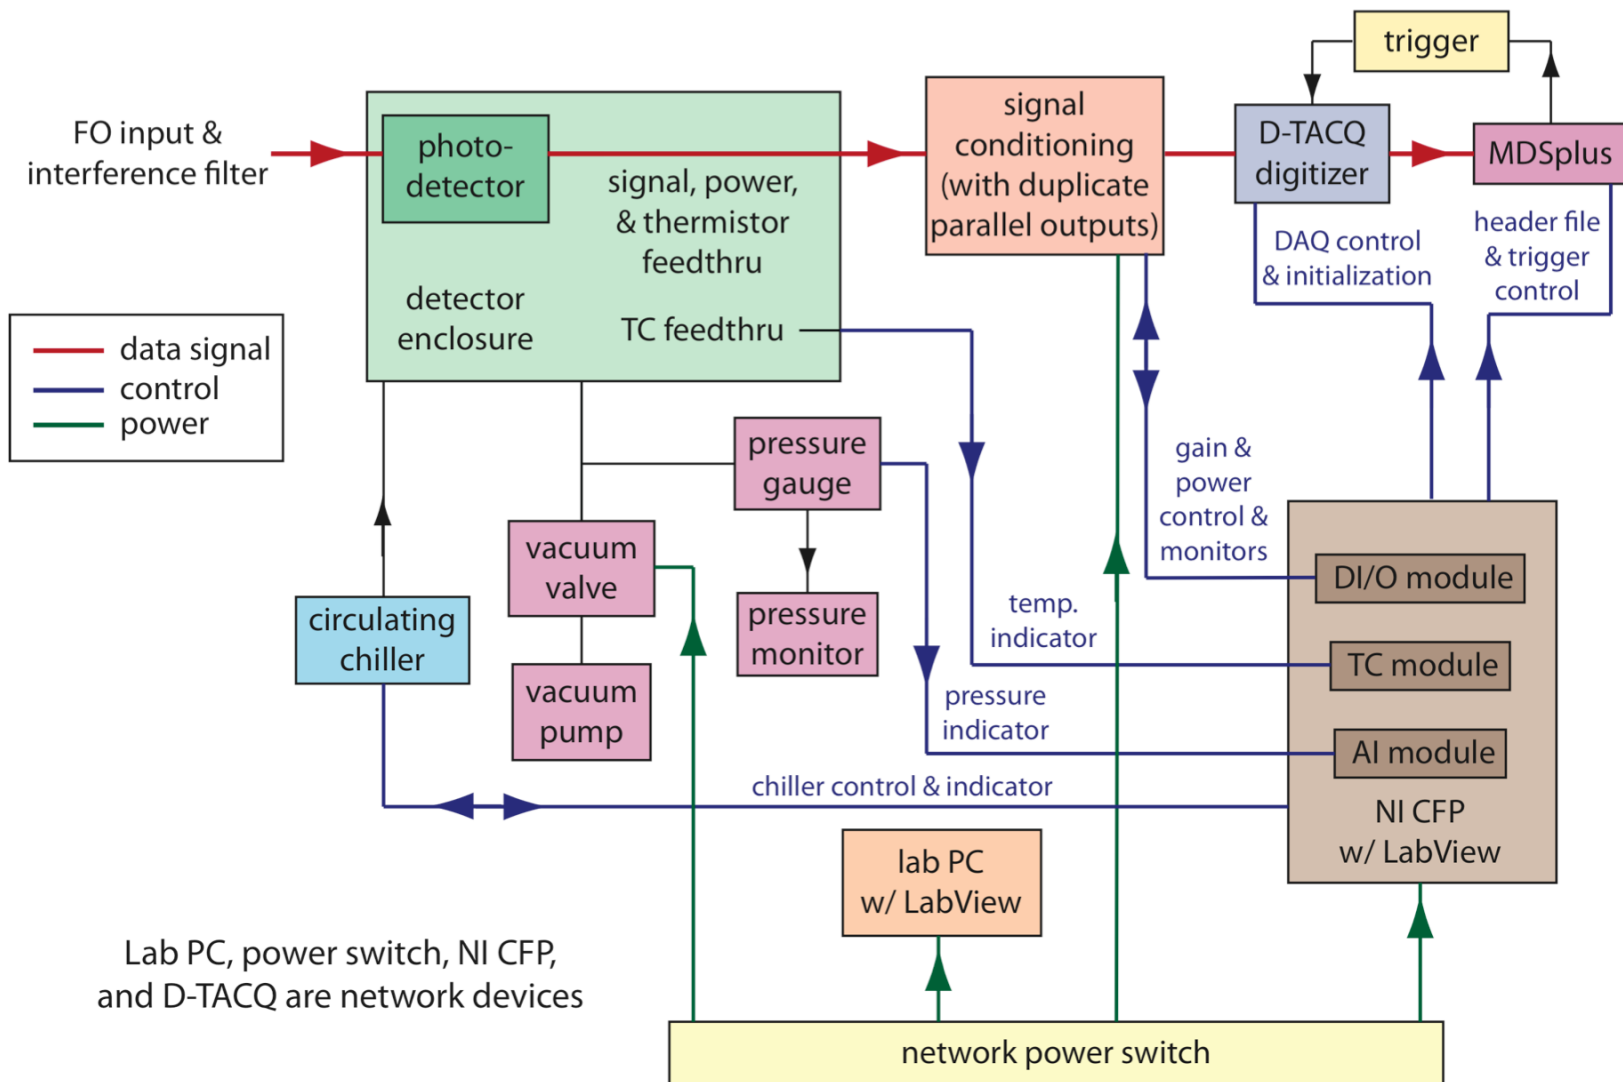 trigger
FO input &
interference filter
photo-
detector
signal, power,
& thermistor
feedthru
detector
enclosure
TC feedthru
signal
conditioning
(with duplicate
parallel outputs)
D-TACQ
digitizer
MDSplus
DAQ control
& initialization
header file
& trigger
control
data signal
control
power
pressure
gauge
gain &
power
control &
monitors
vacuum
valve
pressure
monitor
circulating
chiller
vacuum
pump
temp.
indicator
pressure
indicator
DI/O module
TC module
AI module
NI CFP
w/ LabView
chiller control & indicator
lab PC
w/ LabView
Lab PC, power switch, NI CFP,
and D-TACQ are network devices
network power switch